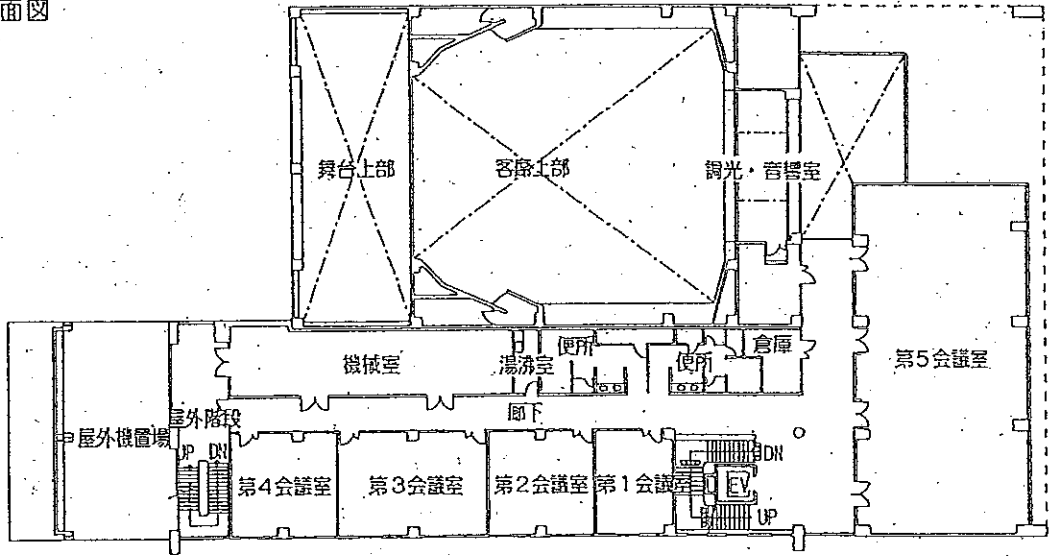 面図
舞台上部
客席上部
調光・音響室
機械室
湯沸室
便所
便所
倉庫
第5会議室
廊下
屋外階段
屋外機置場
UP
DN
第4会議室
第3会議室
第2会議室
第1会議室
DN
EV
UP